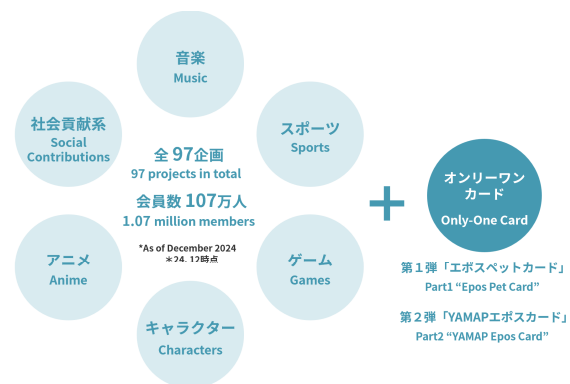 音楽
Music
社会貢献系
Social
Contributions
スポーツ
Sports
全 97企画
97 projects in total
会員数 107万人
1.07 million members
*As of December 2024
＊24. 12時点
アニメ
Anime
ゲーム
Games
キャラクター
Characters
+
オンリーワン
カード
Only-One Card
第１弾「エポスペットカード」
Part1 “Epos Pet Card”
第２弾「YAMAPエポスカード」
Part2 “YAMAP Epos Card”